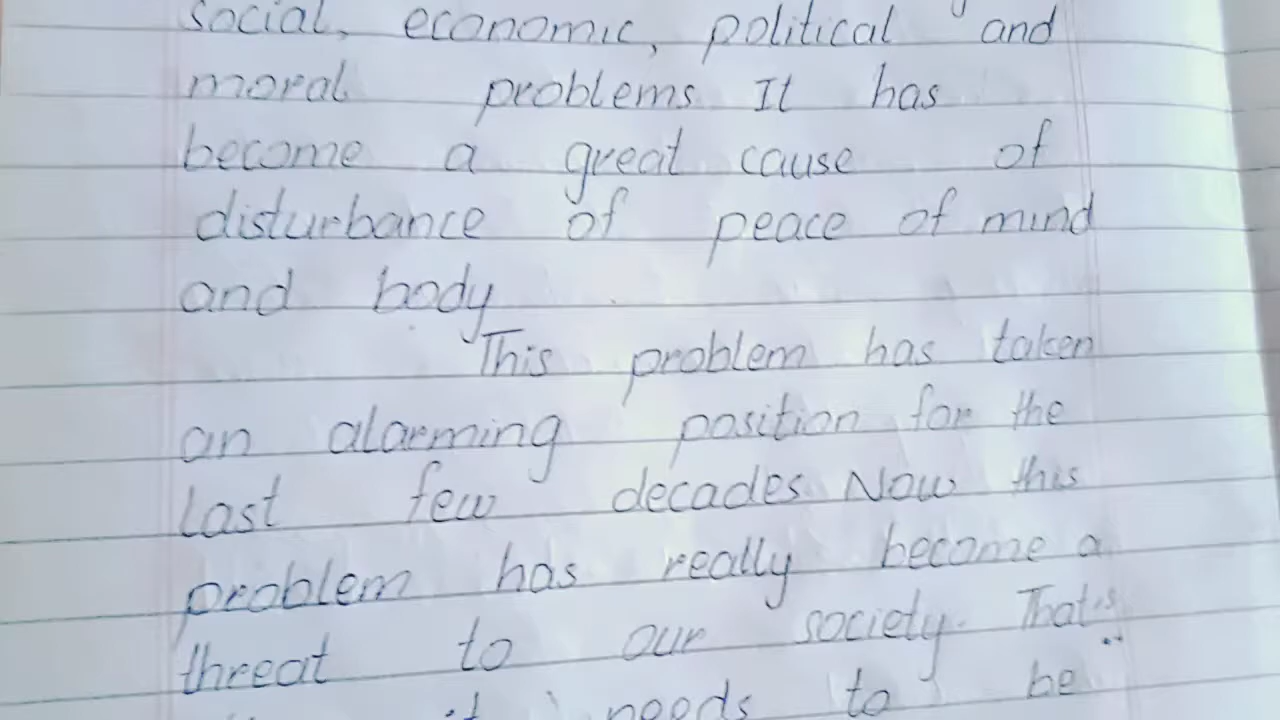 social, economic, political and
moral problems It has
become a great cause of
disturbance of peace of mind
and body
This problem has taken
an alarming position for the
last few decades. Now this
problem has really become a
threat to our society. That's
it needs to be